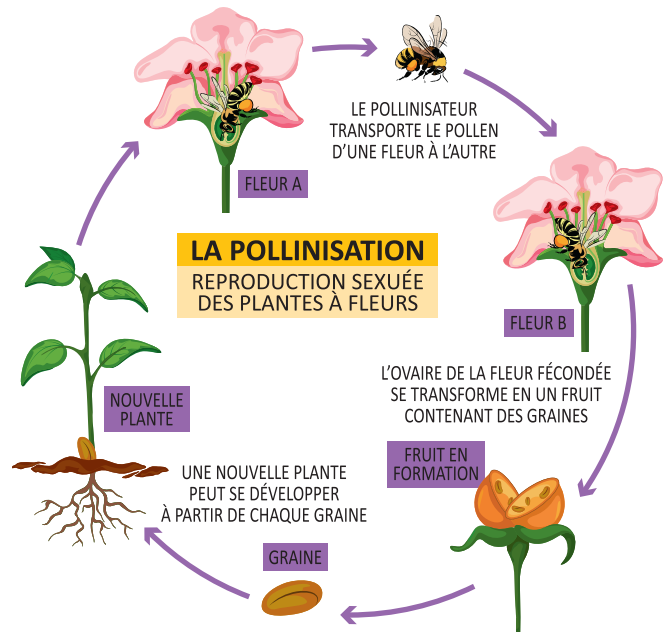 LE POLLINISATEUR
TRANSPORTE LE POLLEN
D'UNE FLEUR À L'AUTRE
FLEUR A
LA POLLINISATION
REPRODUCTION SEXUÉE
DES PLANTES À FLEURS
FLEUR B
L'OVAIRE DE LA FLEUR FÉCONDÉE
SE TRANSFORME EN UN FRUIT
CONTENANT DES GRAINES
FRUIT EN
FORMATION
GRAINE
UNE NOUVELLE PLANTE
PEUT SE DÉVELOPPER
À PARTIR DE CHAQUE GRAINE
NOUVELLE
PLANTE